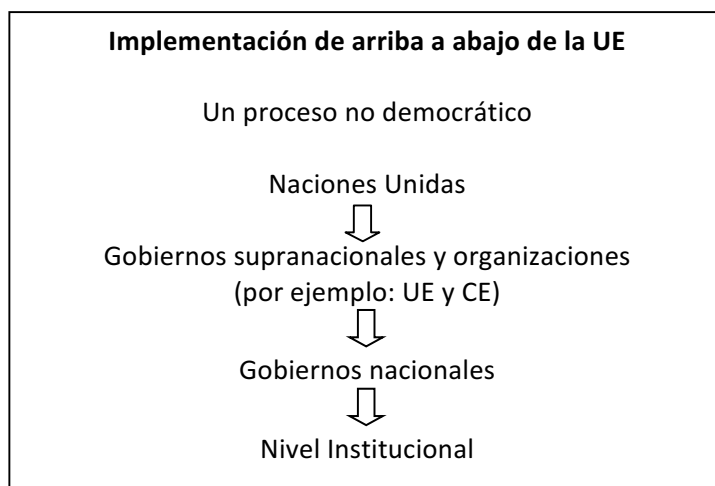 Implementación de arriba a abajo de la UE
Un proceso no democrático
Naciones Unidas
Gobiernos supranacionales y organizaciones
(por ejemplo: UE y CE)
Gobiernos nacionales
Nivel Institucional